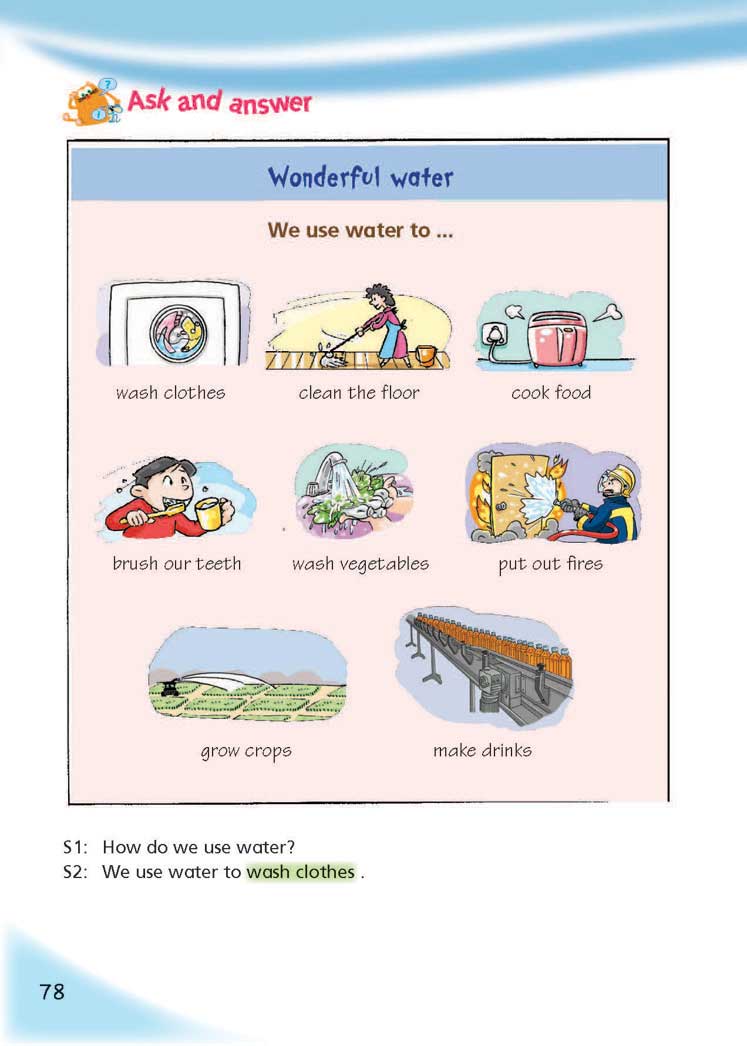 Ask and answer
Wonderful water
We use water to ...
wash clothes
clean the floor
cook food
brush our teeth
wash vegetables
put out fires
grow crops
make drinks
S1: How do we use water?
S2: We use water to wash clothes .
78